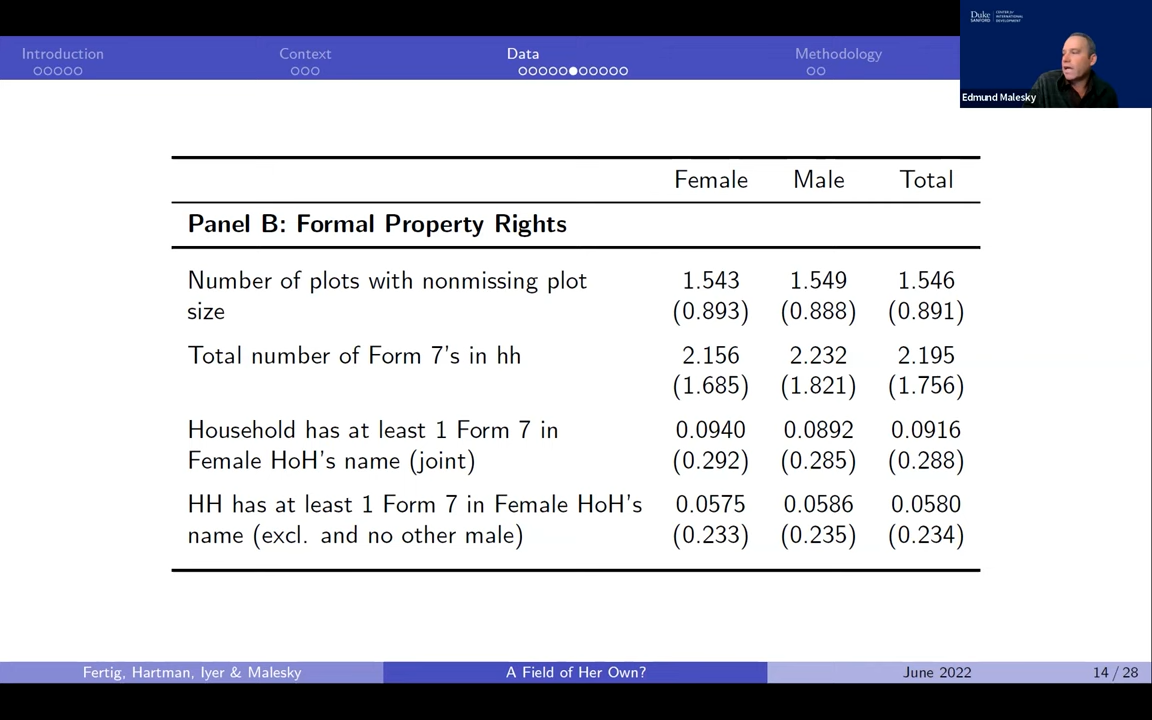 Introduction Context Data Methodology
Duke
SANFORD
CENTER for
INTERNATIONAL
DEVELOPMENT
Edmund Malesky
Female Male Total
Panel B: Formal Property Rights
Number of plots with nonmissing plot 1.543 1.549 1.546
size (0.893) (0.888) (0.891)
Total number of Form 7's in hh 2.156 2.232 2.195
(1.685) (1.821) (1.756)
Household has at least 1 Form 7 in 0.0940 0.0892 0.0916
Female HoH's name (joint) (0.292) (0.285) (0.288)
HH has at least 1 Form 7 in Female HoH's 0.0575 0.0586 0.0580
name (excl. and no other male) (0.233) (0.235) (0.234)
Fertig, Hartman, Iyer & Malesky A Field of Her Own? June 2022 14 / 28